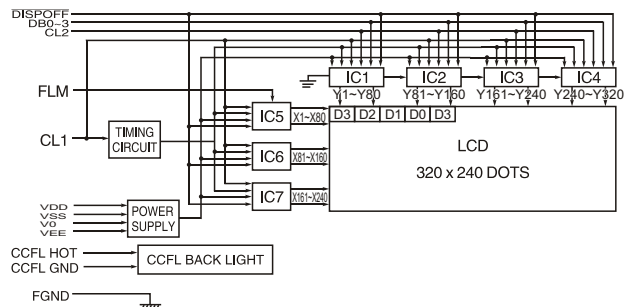 DISPOFF
DB0~3
CL2
IC1 IC2 IC3 IC4
Y1~Y80 Y81~Y160 Y161~Y240 Y240~Y320
FLM
IC5 X1~X80
D3 D2 D1 D0 D3
CL1
TIMING
CIRCUIT
LCD
320 x 240 DOTS
IC6 X81~X160
IC7 X161~X240
VDD
VSS
V0
VEE
POWER
SUPPLY
CCFL HOT
CCFL GND
CCFL BACK LIGHT
FGND